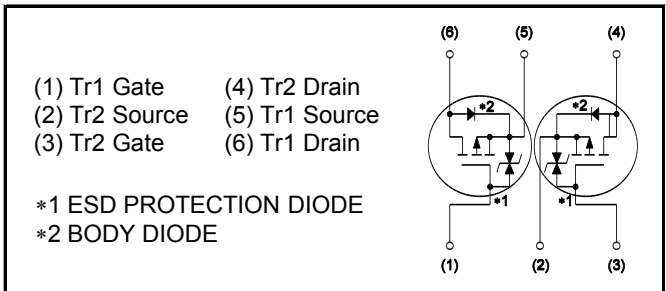 (1) Tr1 Gate (4) Tr2 Drain
(2) Tr2 Source (5) Tr1 Source
(3) Tr2 Gate (6) Tr1 Drain
∗1 ESD PROTECTION DIODE
∗2 BODY DIODE
(6) (5) (4)
∗2 ∗2
∗1 ∗1
(1) (2) (3)